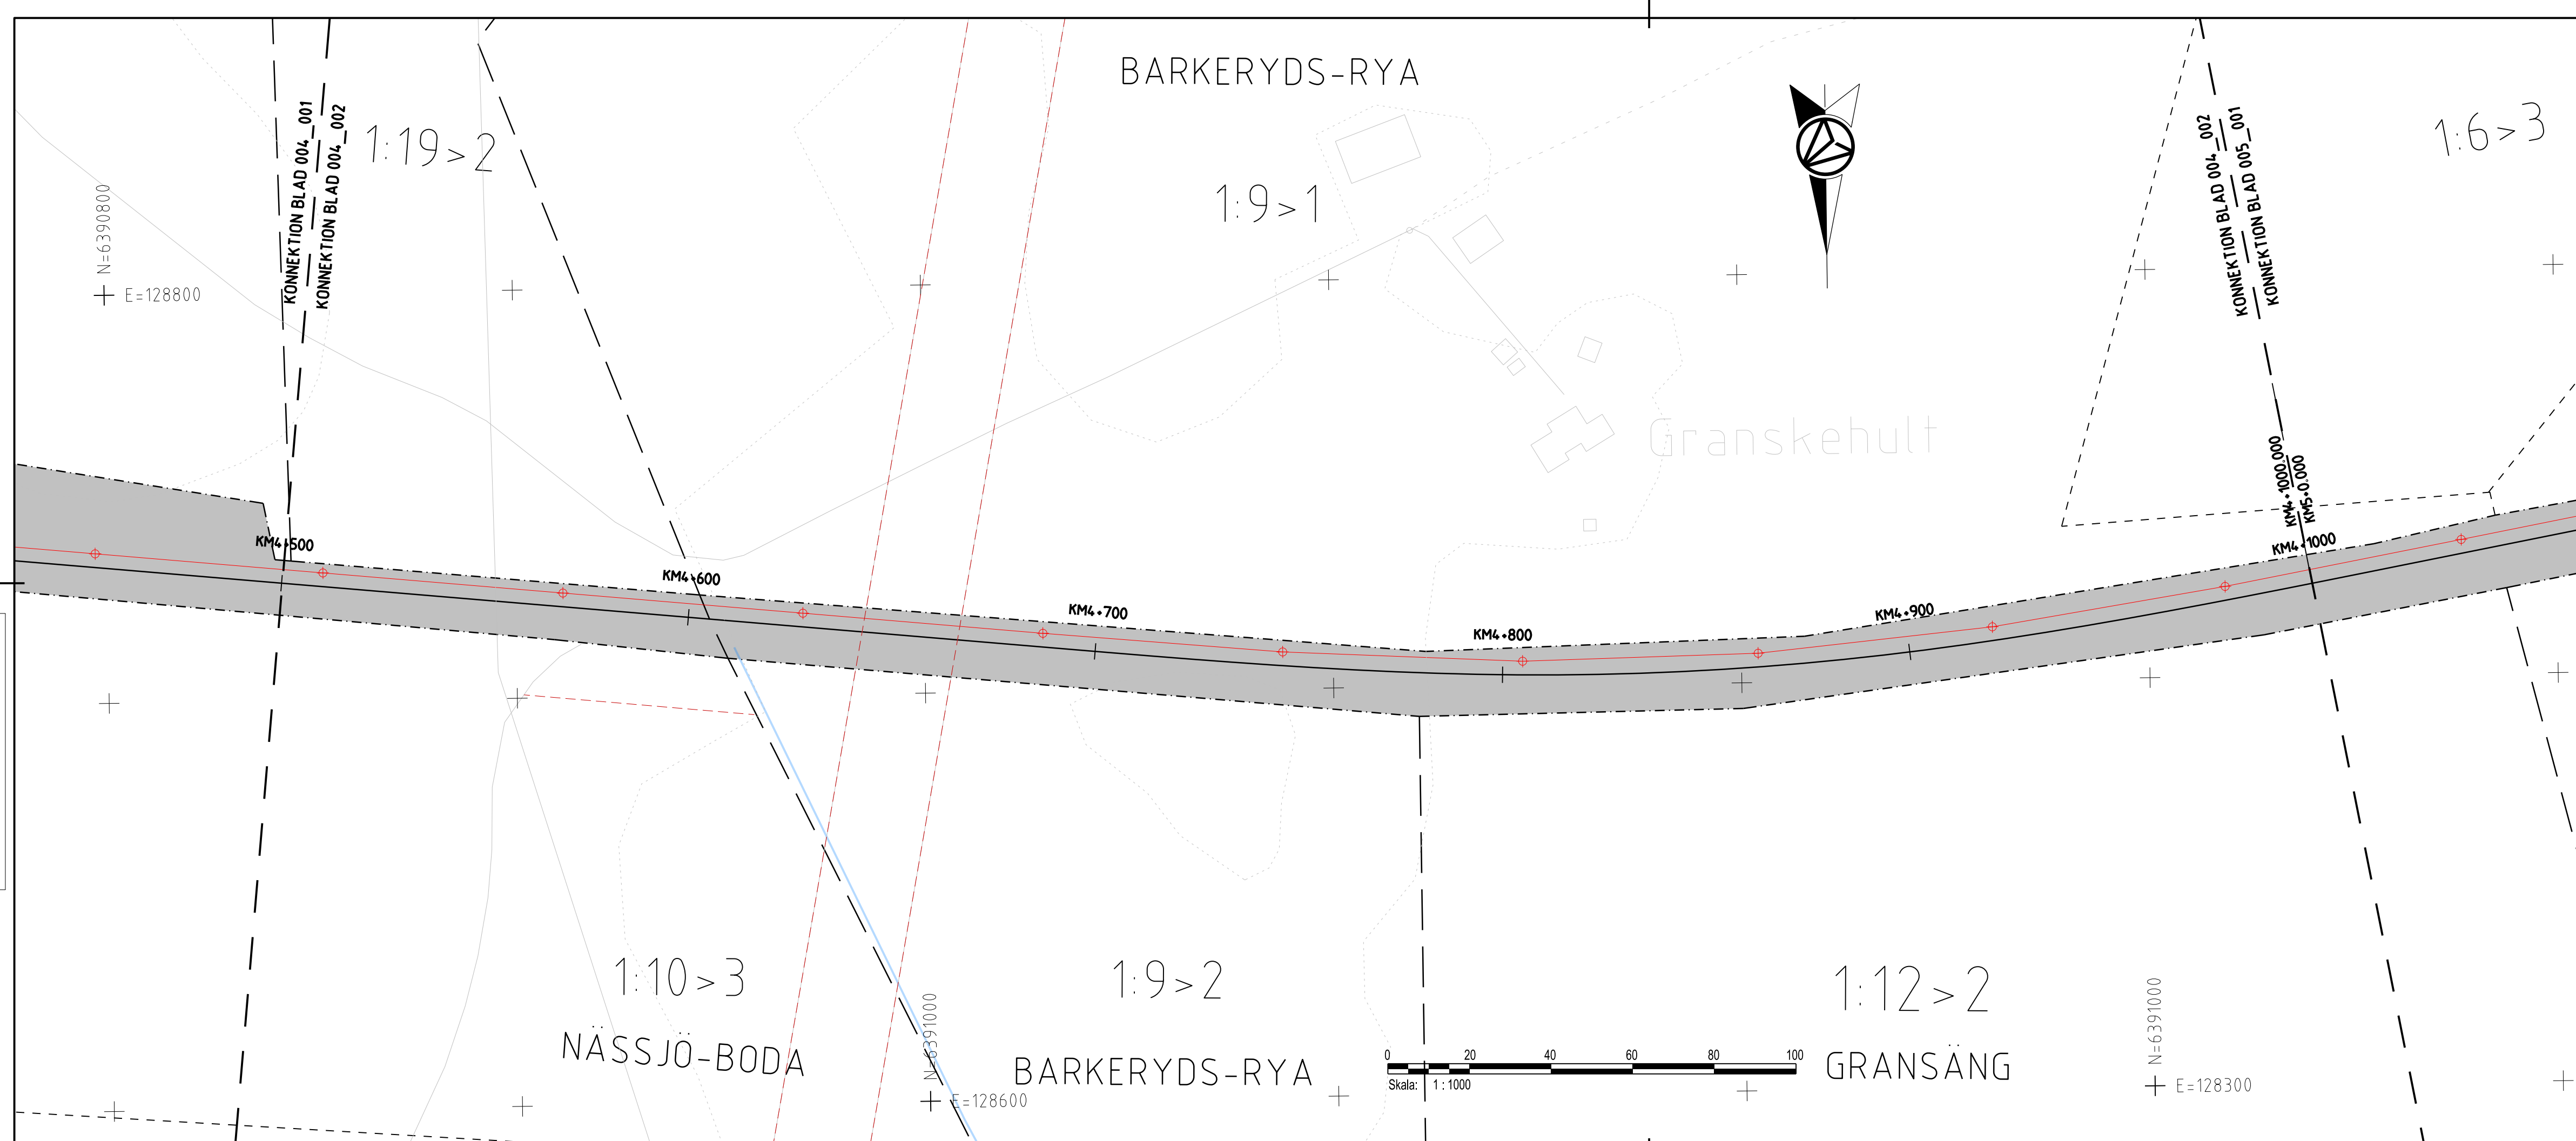 BARKERYDS-RYA
KONNEKTION BLAD 004_001
KONNEKTION BLAD 004_002
1:19>2
1:9>1
KONNEKTION BLAD 004_002
KONNEKTION BLAD 005_001
1:6>3
N=6390800
E=128800
Granskehult
KM4+1000.000
KM5+0.000
KM4+500
KM4+600
KM4+700
KM4+800
KM4+900
KM4+1000
1:10>3
NÄSSJÖ-BODA
1:9>2
BARKERYDS-RYA
N=6391000
E=128600
0 20 40 60 80 100
Skala: 1 : 1000
1:12>2
GRANSÄNG
N=6391000
E=128300